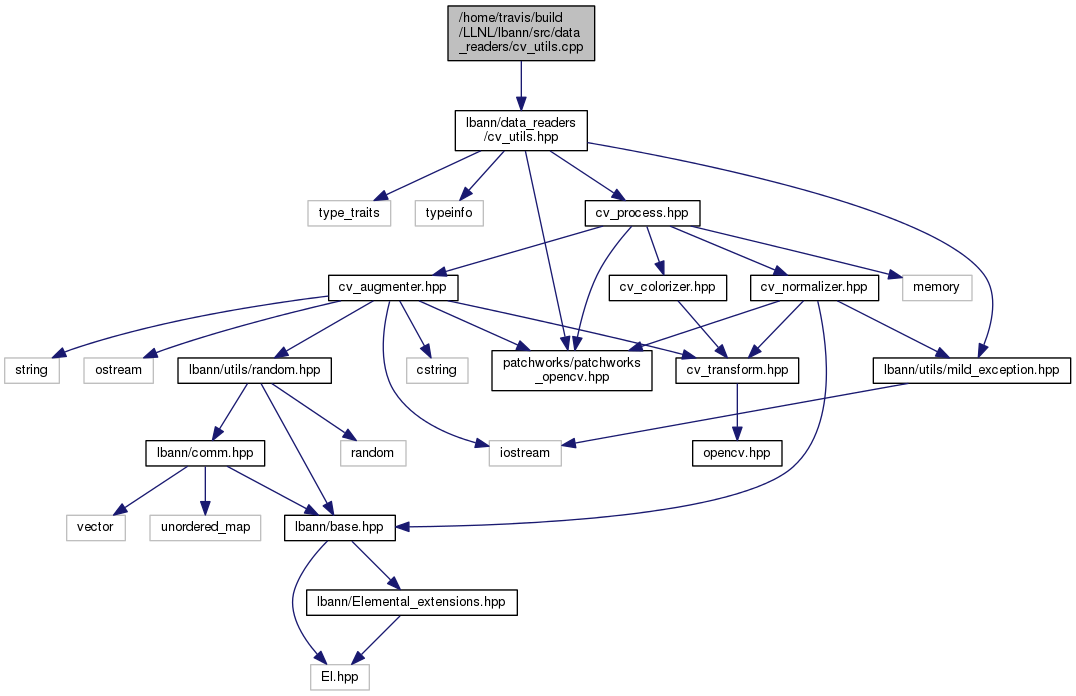 /home/travis/build
/LLNL/lbann/src/data
_readers/cv_utils.cpp
lbann/data_readers
/cv_utils.hpp
type_traits
typeinfo
cv_process.hpp
cv_augmenter.hpp
cv_colorizer.hpp
cv_normalizer.hpp
memory
string
ostream
lbann/utils/random.hpp
cstring
patchworks/patchworks
_opencv.hpp
cv_transform.hpp
lbann/utils/mild_exception.hpp
lbann/comm.hpp
random
iostream
opencv.hpp
vector
unordered_map
lbann/base.hpp
lbann/Elemental_extensions.hpp
El.hpp